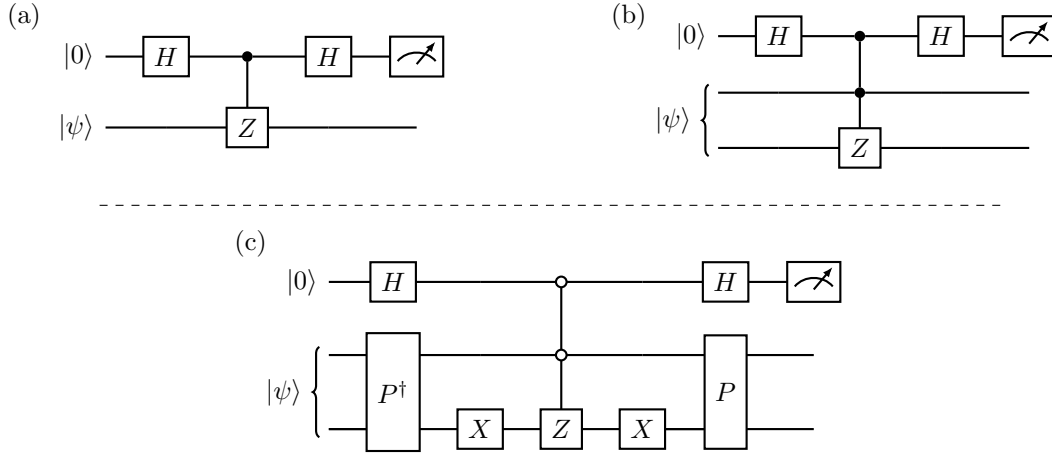 (a)
|0⟩ H H
|ψ⟩ Z
(b)
|0⟩ H H
|ψ⟩
Z
(c)
|0⟩ H H
|ψ⟩ P† P
X Z X